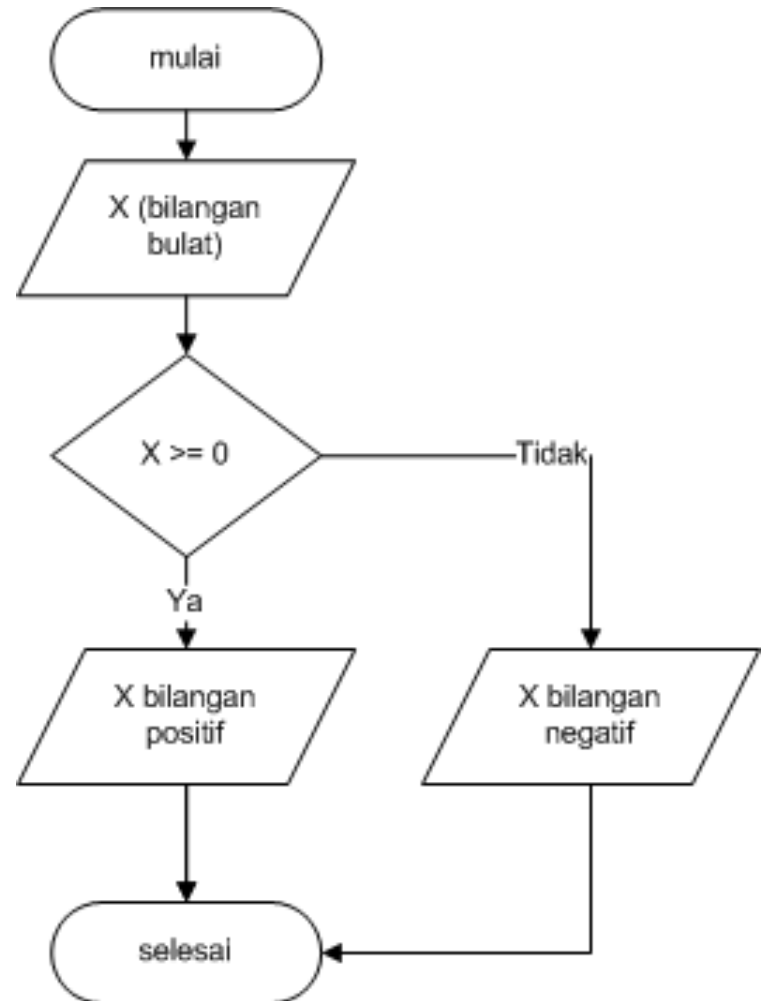 mulai
X (bilangan
bulat)
X >= 0
Tidak
Ya
X bilangan
positif
X bilangan
negatif
selesai